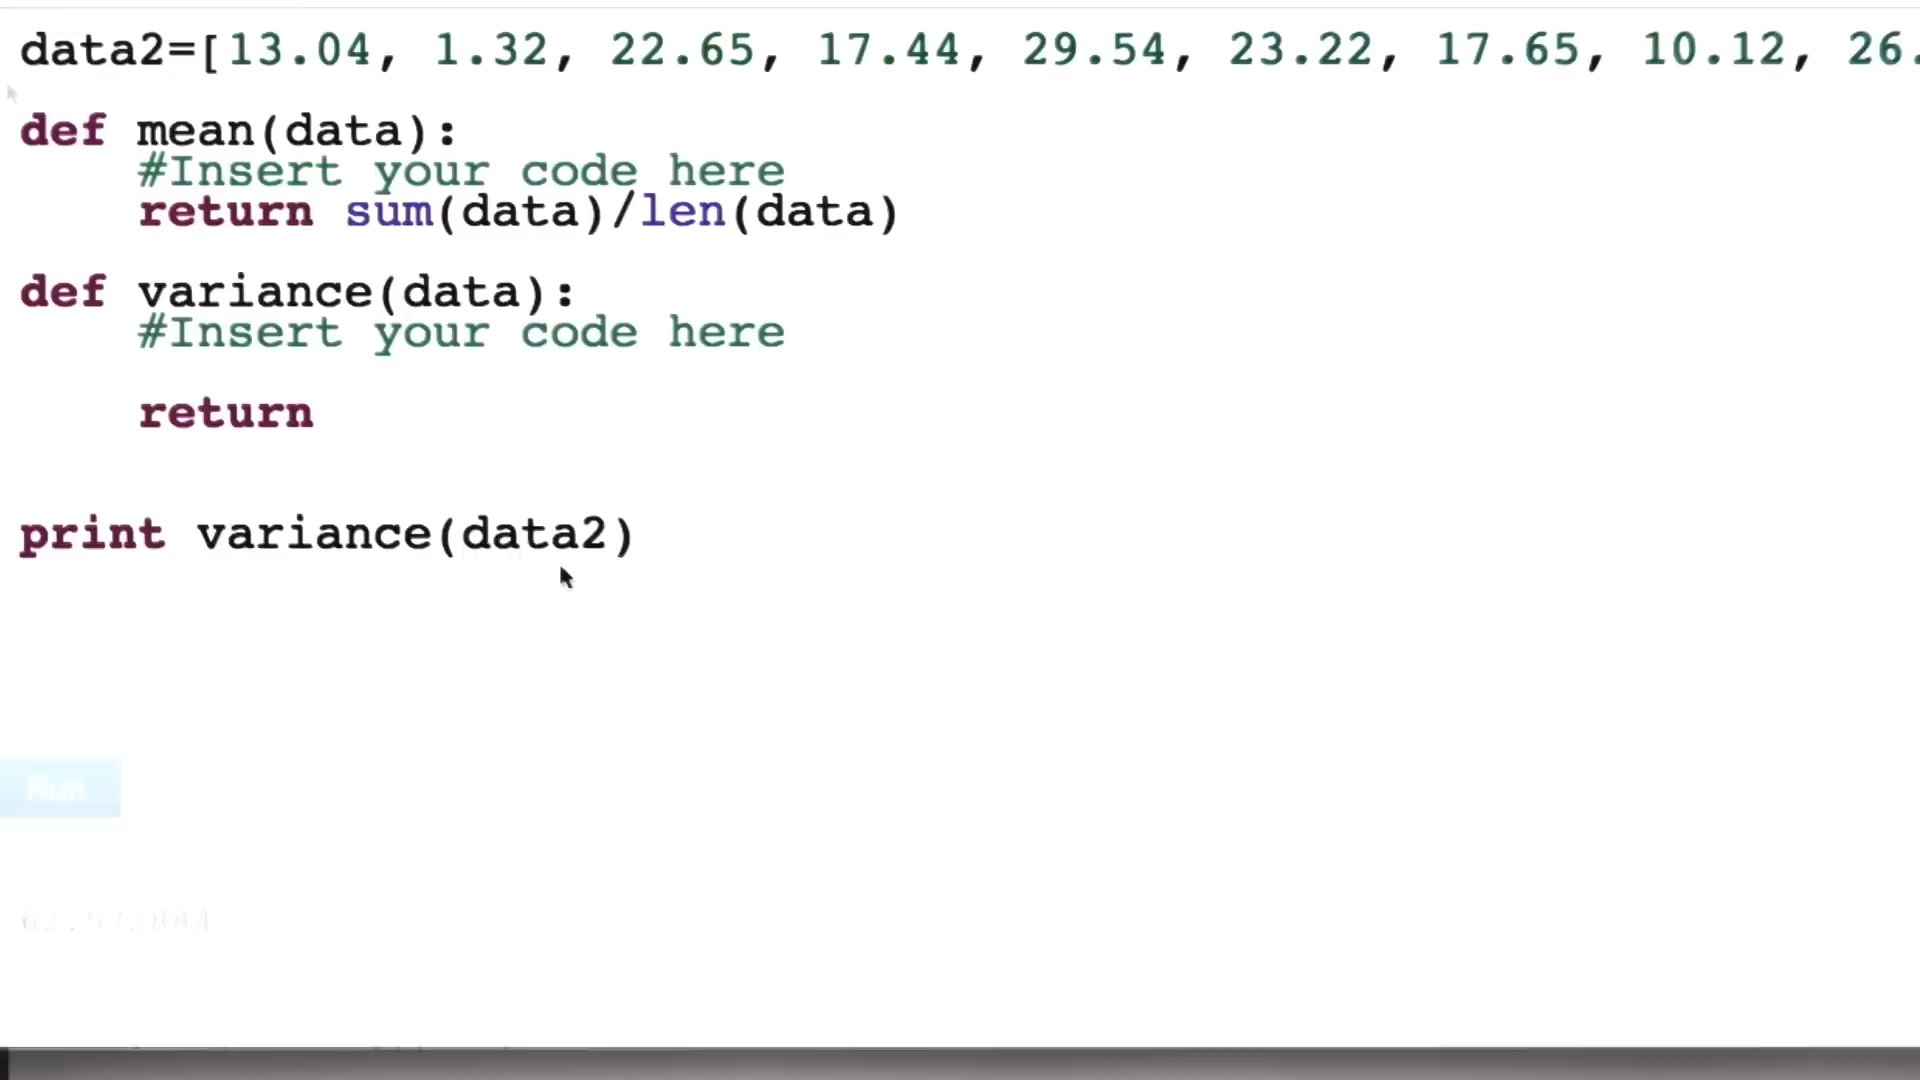 data2=[13.04, 1.32, 22.65, 17.44, 29.54, 23.22, 17.65, 10.12, 26.
def mean(data):
#Insert your code here
return sum(data)/len(data)
def variance(data):
#Insert your code here
return
print variance(data2)
Run